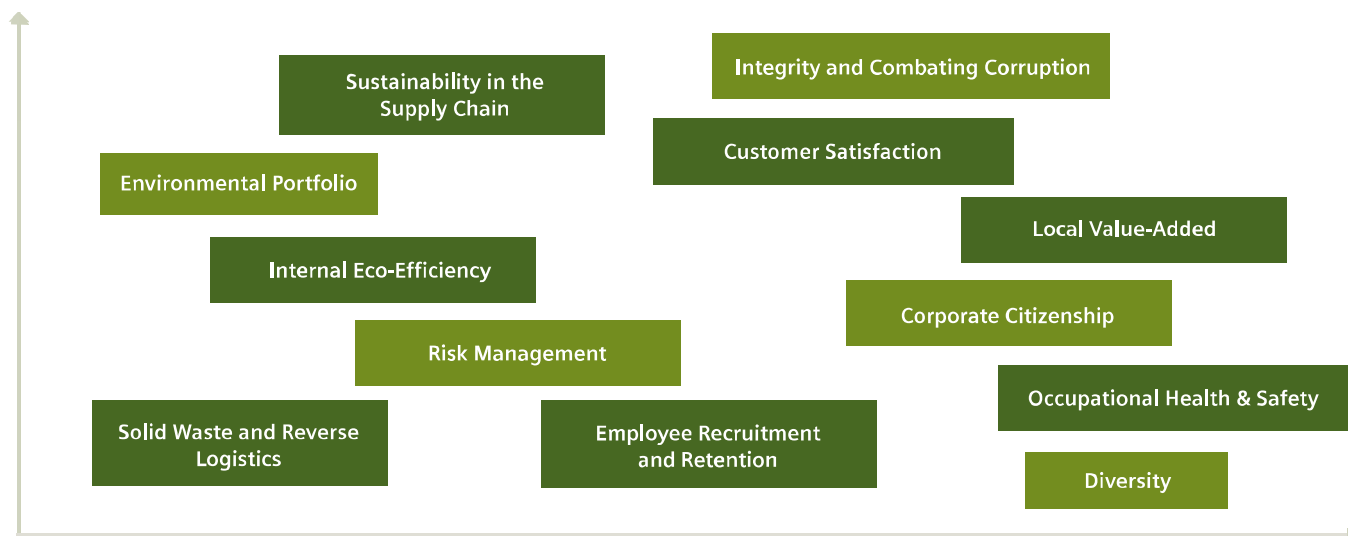 Integrity and Combating Corruption
Sustainability in the
Supply Chain
Customer Satisfaction
Environmental Portfolio
Local Value-Added
Internal Eco-Efficiency
Corporate Citizenship
Risk Management
Occupational Health & Safety
Solid Waste and Reverse
Logistics
Employee Recruitment
and Retention
Diversity